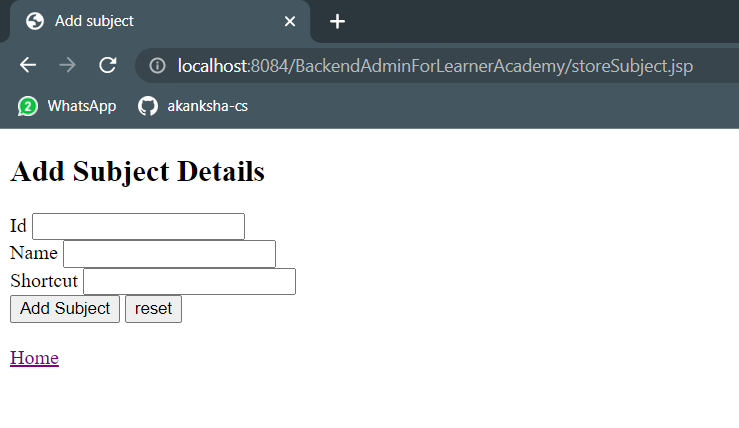 Add subject
localhost:8084/BackendAdminForLearnerAcademy/storeSubject.jsp
2 WhatsApp akanksha-cs
Add Subject Details
Id
Name
Shortcut
Add Subject reset
Home